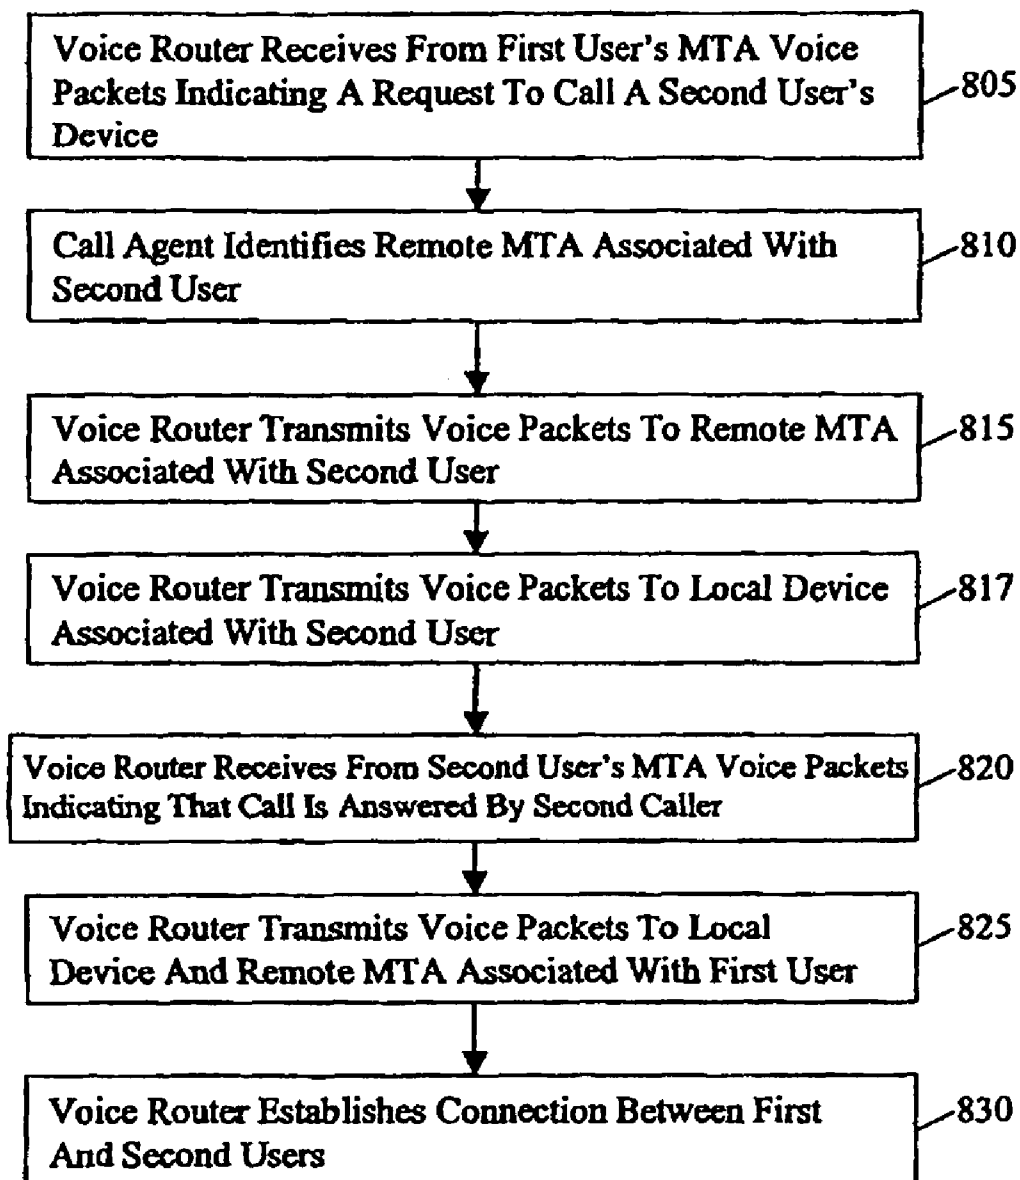 Voice Router Receives From First User's MTA Voice
Packets Indicating A Request To Call A Second User's
Device
805
Call Agent Identifies Remote MTA Associated With
Second User
810
Voice Router Transmits Voice Packets To Remote MTA
Associated With Second User
815
Voice Router Transmits Voice Packets To Local Device
Associated With Second User
817
Voice Router Receives From Second User's MTA Voice Packets
Indicating That Call Is Answered By Second Caller
820
Voice Router Transmits Voice Packets To Local
Device And Remote MTA Associated With First User
825
Voice Router Establishes Connection Between First
And Second Users
830